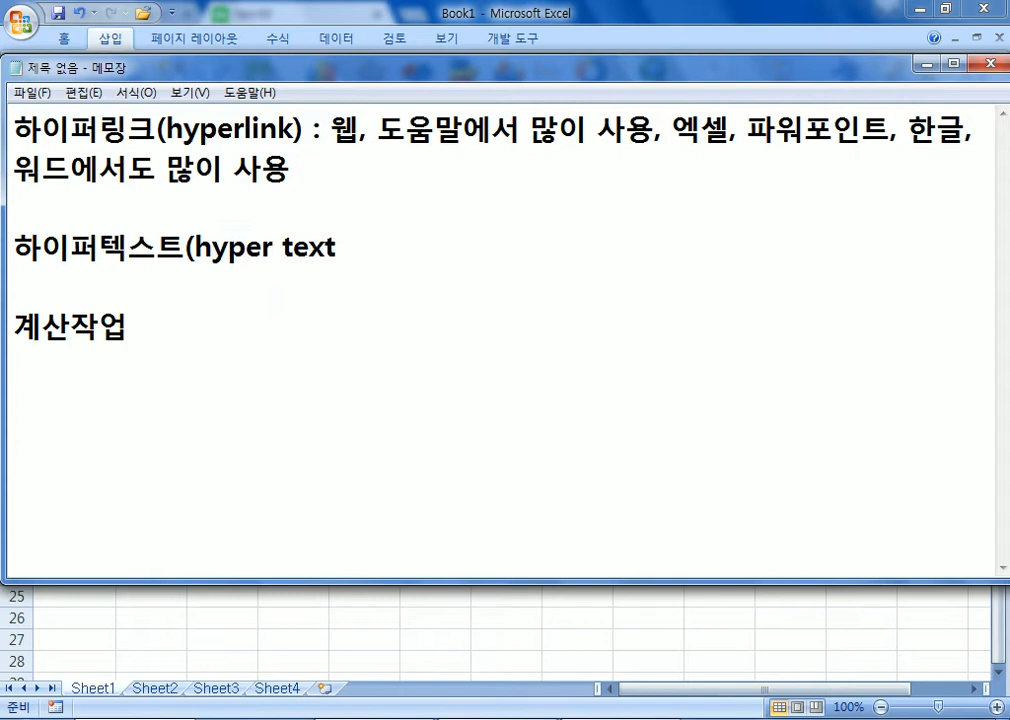 Book1 - Microsoft Excel
홈 삽입 페이지 레이아웃 수식 데이터 검토 보기 개발 도구
제목 없음 - 메모장
파일(F) 편집(E) 서식(O) 보기(V) 도움말(H)
하이퍼링크(hyperlink) : 웹, 도움말에서 많이 사용, 엑셀, 파워포인트, 한글,
워드에서도 많이 사용
하이퍼텍스트(hyper text
계산작업
25
26
27
28
Sheet1 Sheet2 Sheet3 Sheet4
준비 100%